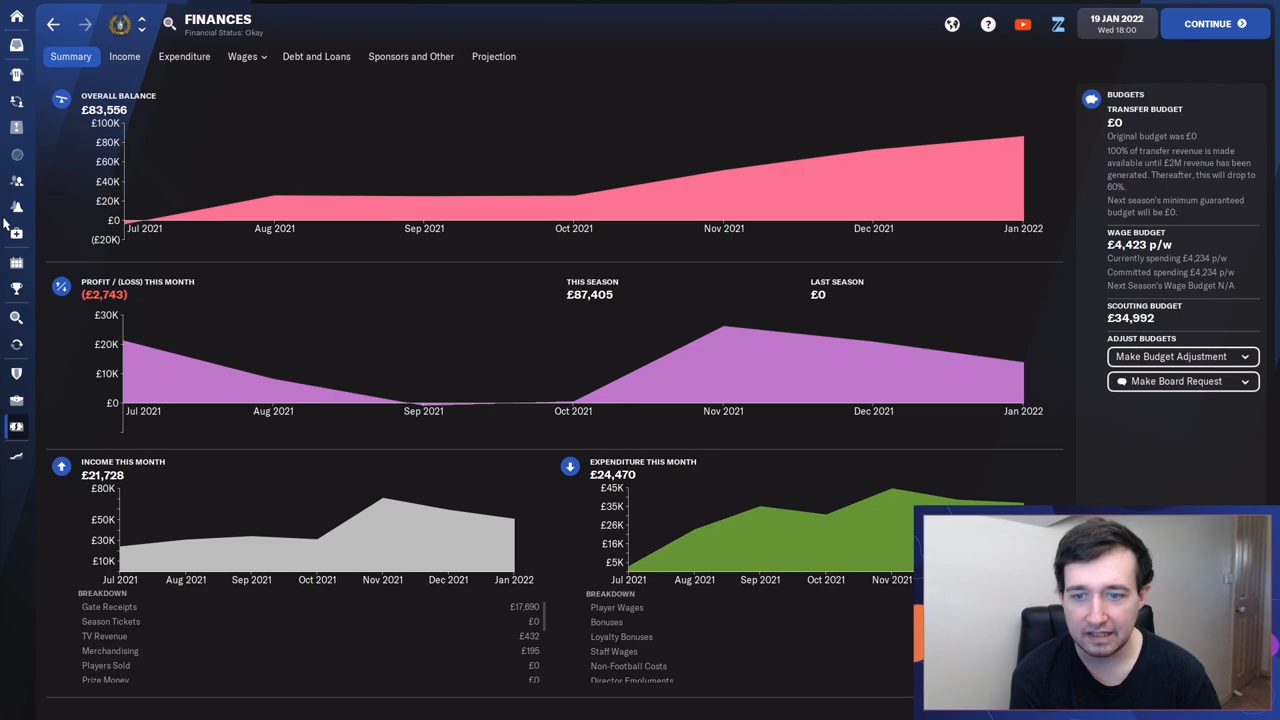 FINANCES
Financial Status: Okay
19 JAN 2022
Wed 18:00
CONTINUE
Summary
Income
Expenditure
Wages
Debt and Loans
Sponsors and Other
Projection
OVERALL BALANCE
£83,556
£100K
£80K
£60K
£40K
£20K
£0
(£20K)
Jul 2021
Aug 2021
Sep 2021
Oct 2021
Nov 2021
Dec 2021
Jan 2022
PROFIT / (LOSS) THIS MONTH
(£2,743)
THIS SEASON
£87,405
LAST SEASON
£0
£30K
£20K
£10K
£0
Jul 2021
Aug 2021
Sep 2021
Oct 2021
Nov 2021
Dec 2021
Jan 2022
INCOME THIS MONTH
£21,728
£80K
£50K
£30K
£10K
Jul 2021
Aug 2021
Sep 2021
Oct 2021
Nov 2021
Dec 2021
Jan 2022
BREAKDOWN
Gate Receipts £17,690
Season Tickets £0
TV Revenue £432
Merchandising £195
Players Sold £0
Prize Money £0
EXPENDITURE THIS MONTH
£24,470
£45K
£35K
£26K
£16K
£5K
Jul 2021
Aug 2021
Sep 2021
Oct 2021
Nov 2021
BREAKDOWN
Player Wages
Bonuses
Loyalty Bonuses
Staff Wages
Non-Football Costs
Director Emoluments
BUDGETS
TRANSFER BUDGET
£0
Original budget was £0
100% of transfer revenue is made
available until £2M revenue has been
generated. Thereafter, this will drop to
60%.
Next season's minimum guaranteed
budget will be £0.
WAGE BUDGET
£4,423 p/w
Currently spending £4,234 p/w
Committed spending £4,234 p/w
Next Season's Wage Budget N/A
SCOUTING BUDGET
£34,992
ADJUST BUDGETS
Make Budget Adjustment
Make Board Request